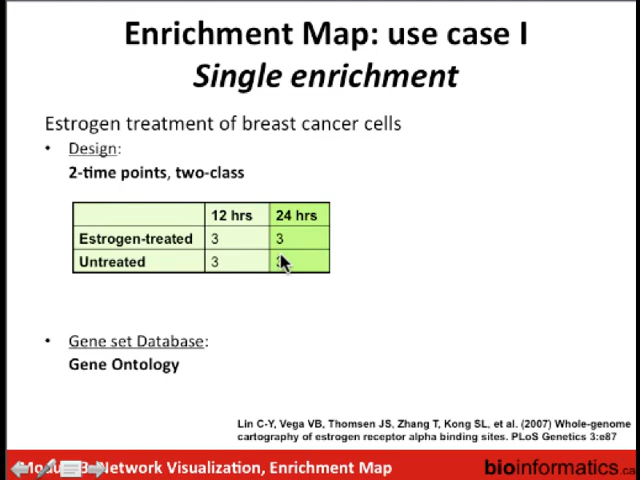 Enrichment Map: use case I
Single enrichment
Estrogen treatment of breast cancer cells
• Design:
2-time points, two-class
12 hrs 24 hrs
Estrogen-treated 3 3
Untreated 3
• Gene set Database:
Gene Ontology
Lin C-Y, Vega VB, Thomsen JS, Zhang T, Kong SL, et al. (2007) Whole-genome
cartography of estrogen receptor alpha binding sites. PLoS Genetics 3:e87
3: Network Visualization, Enrichment Map
bioinformatics.ca